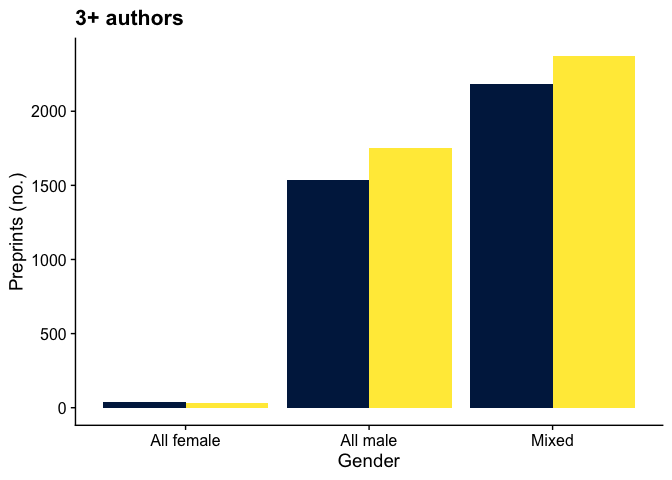 3+ authors
Preprints (no.)
2000
1500
1000
500
0
All female
All male
Mixed
Gender